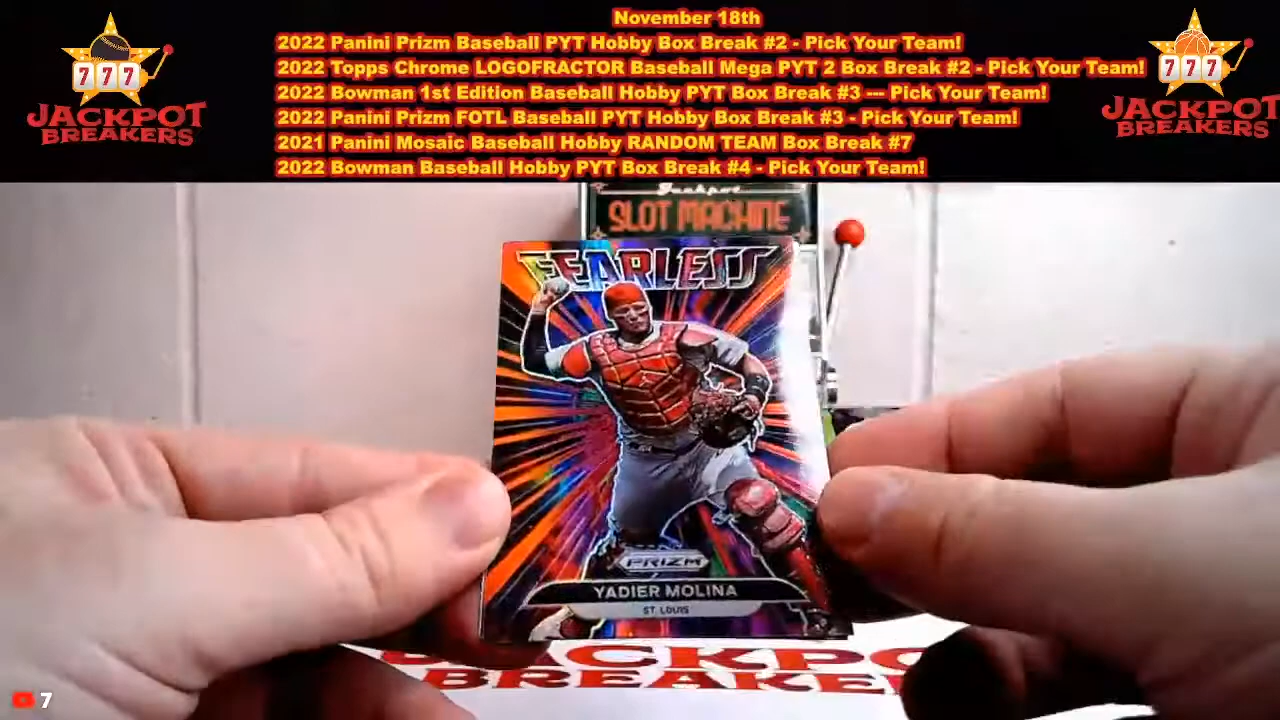 November 18th
2022 Panini Prizm Baseball PYT Hobby Box Break #2 - Pick Your Team!
2022 Topps Chrome LOGOFRACTOR Baseball Mega PYT 2 Box Break #2 - Pick Your Team!
2022 Bowman 1st Edition Baseball Hobby PYT Box Break #3 --- Pick Your Team!
2022 Panini Prizm FOTL Baseball PYT Hobby Box Break #3 - Pick Your Team!
2021 Panini Mosaic Baseball Hobby RANDOM TEAM Box Break #7
2022 Bowman Baseball Hobby PYT Box Break #4 - Pick Your Team!
777
JACKPOT
BREAKERS
777
JACKPOT
BREAKERS
Jackpot
SLOT MACHINE
FEARLESS
PRIZM
YADIER MOLINA
ST. LOUIS
JACKPO
BREAKE
7